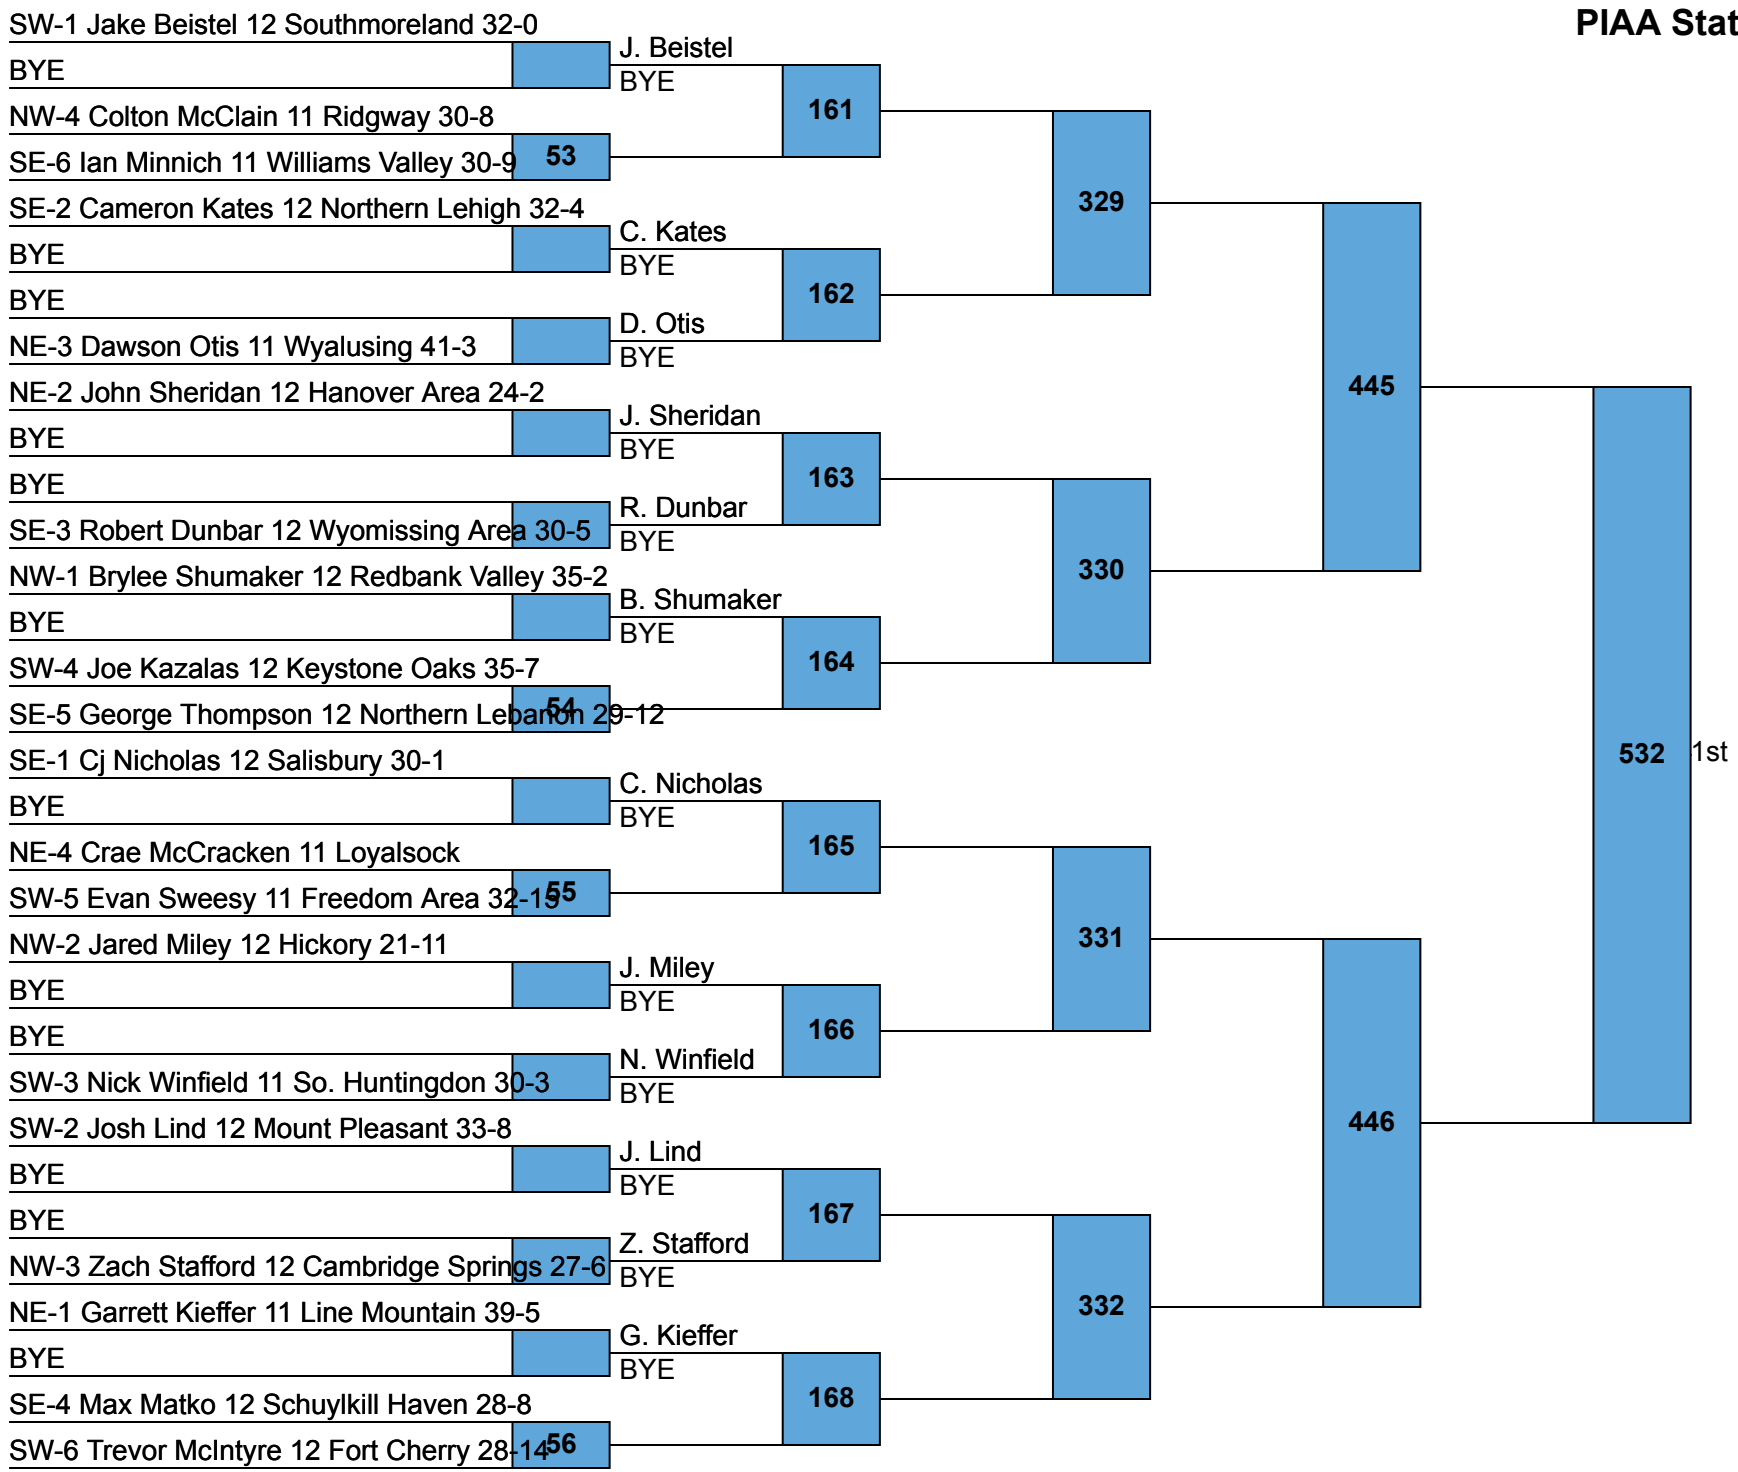 PIAA Stat
SW-1 Jake Beistel 12 Southmoreland 32-0
BYE
NW-4 Colton McClain 11 Ridgway 30-8
SE-6 Ian Minnich 11 Williams Valley 30-9
53
SE-2 Cameron Kates 12 Northern Lehigh 32-4
BYE
BYE
NE-3 Dawson Otis 11 Wyalusing 41-3
NE-2 John Sheridan 12 Hanover Area 24-2
BYE
BYE
SE-3 Robert Dunbar 12 Wyomissing Area 30-5
NW-1 Brylee Shumaker 12 Redbank Valley 35-2
BYE
SW-4 Joe Kazalas 12 Keystone Oaks 35-7
SE-5 George Thompson 12 Northern Lebanon 29-12
54
SE-1 Cj Nicholas 12 Salisbury 30-1
BYE
NE-4 Crae McCracken 11 Loyalsock
SW-5 Evan Sweesy 11 Freedom Area
55
NW-2 Jared Miley 12 Hickory 21-11
BYE
BYE
SW-3 Nick Winfield 11 So. Huntingdon 30-3
SW-2 Josh Lind 12 Mount Pleasant 33-8
BYE
BYE
NW-3 Zach Stafford 12 Cambridge Springs 27-6
NE-1 Garrett Kieffer 11 Line Mountain 39-5
BYE
SE-4 Max Matko 12 Schuylkill Haven 28-8
SW-6 Trevor McIntyre 12 Fort Cherry 28-14
56
J. Beistel
BYE
161
C. Kates
BYE
162
D. Otis
BYE
J. Sheridan
BYE
163
R. Dunbar
BYE
B. Shumaker
BYE
164
C. Nicholas
BYE
165
J. Miley
BYE
166
N. Winfield
BYE
J. Lind
BYE
167
Z. Stafford
BYE
G. Kieffer
BYE
168
329
330
331
332
445
446
532
1st